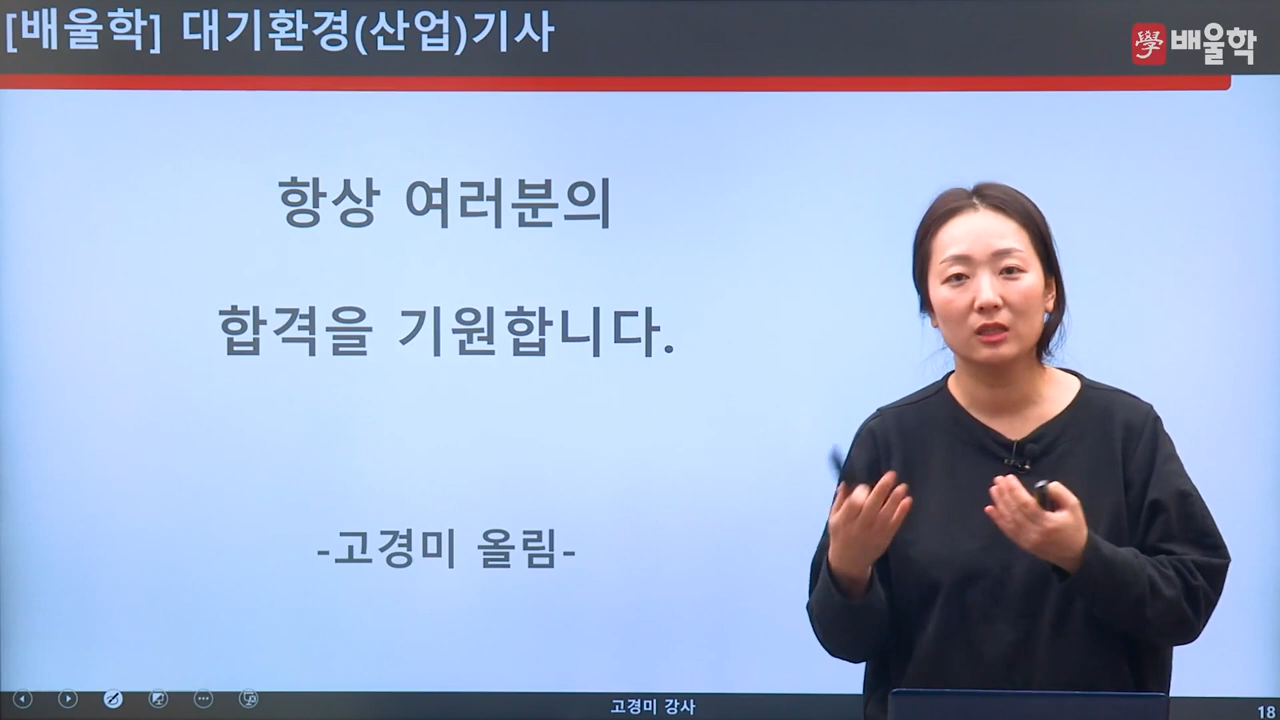 [배울학] 대기환경(산업)기사
學 배울학
항상 여러분의
합격을 기원합니다.
-고경미 올림-
고경미 강사
18